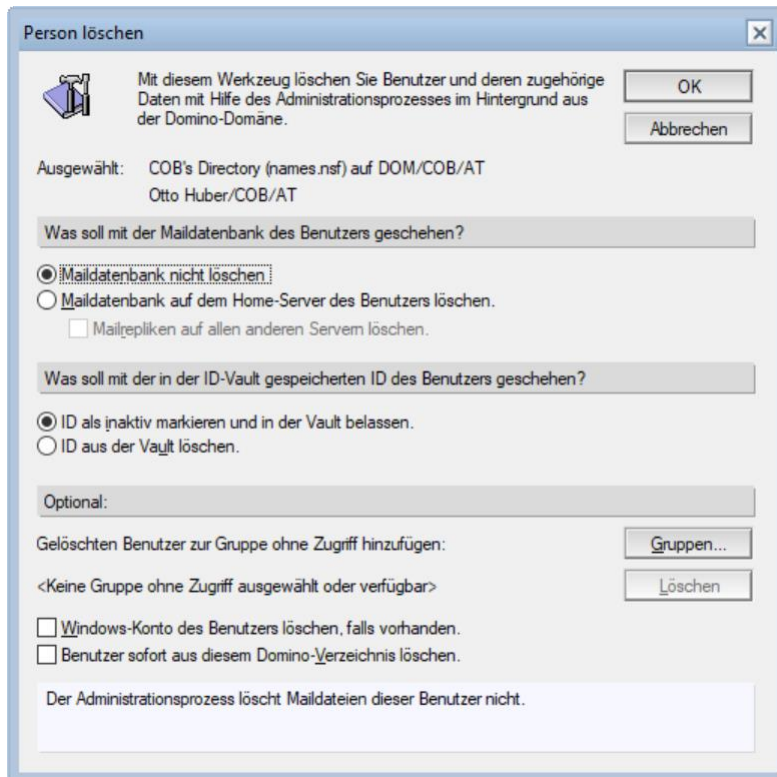 Person löschen
Mit diesem Werkzeug löschen Sie Benutzer und deren zugehörige
Daten mit Hilfe des Administrationsprozesses im Hintergrund aus
der Domino-Domäne.
OK
Abbrechen
Ausgewählt: COB's Directory (names.nsf) auf DOM/COB/AT
Otto Huber/COB/AT
Was soll mit der Maildatenbank des Benutzers geschehen?
Maildatenbank nicht löschen
Maildatenbank auf dem Home-Server des Benutzers löschen.
Mailrepliken auf allen anderen Servern löschen.
Was soll mit der in der ID-Vault gespeicherten ID des Benutzers geschehen?
ID als inaktiv markieren und in der Vault belassen.
ID aus der Vault löschen.
Optional:
Gelöschten Benutzer zur Gruppe ohne Zugriff hinzufügen: Gruppen...
<Keine Gruppe ohne Zugriff ausgewählt oder verfügbar> Löschen
Windows-Konto des Benutzers löschen, falls vorhanden.
Benutzer sofort aus diesem Domino-Verzeichnis löschen.
Der Administrationsprozess löscht Maildateien dieser Benutzer nicht.